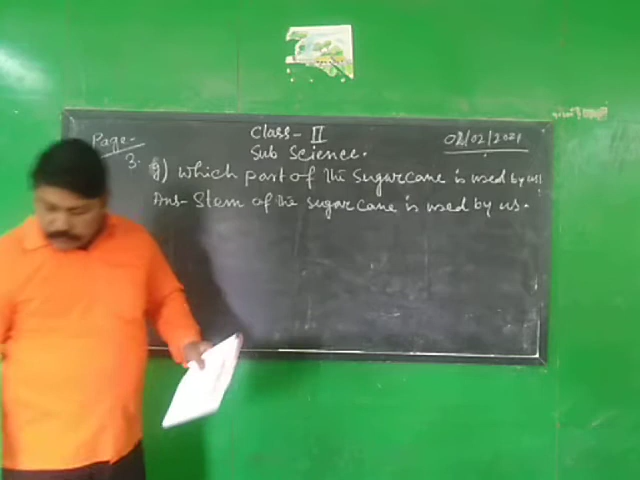 Page-
3.
Class- II
Sub Science.
02/02/2021
g) which part of the sugarcane is used by us?
Ans- Stem of the sugarcane is used by us.